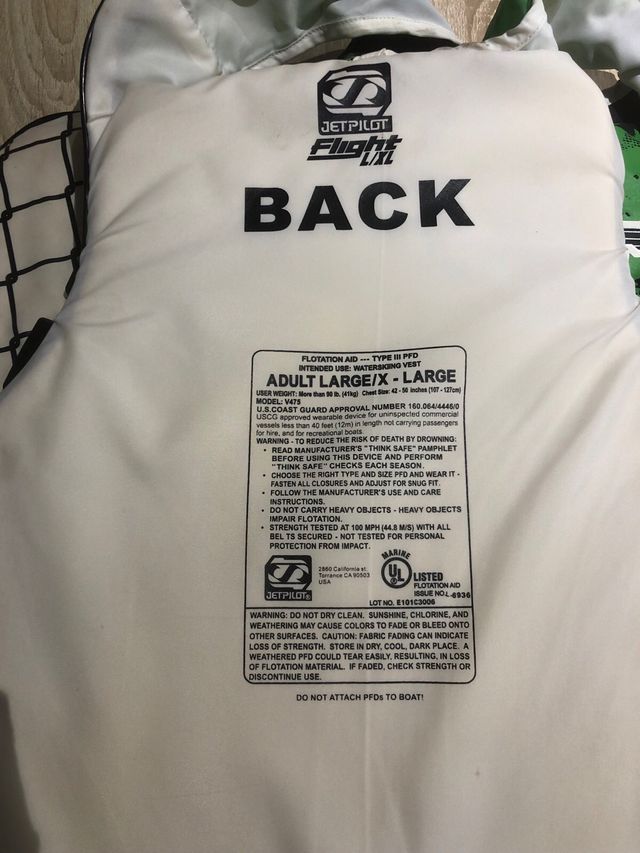 JETPILOT
Flight
L/XL
BACK
FLOTATION AID --- TYPE III PFD
INTENDED USE: WATERSKIING VEST
ADULT LARGE/X - LARGE
USER WEIGHT: More than 90 lb. (41kg) Chest Size: 42 - 50 inches (107 - 127cm)
MODEL: V475
U.S.COAST GUARD APPROVAL NUMBER 160.064/4446/0
USCG approved wearable device for uninspected commercial
vessels less than 40 feet (12m) in length not carrying passengers
for hire, and for recreational boats.
WARNING - TO REDUCE THE RISK OF DEATH BY DROWNING:
• READ MANUFACTURER'S "THINK SAFE" PAMPHLET
BEFORE USING THIS DEVICE AND PERFORM
"THINK SAFE" CHECKS EACH SEASON.
• CHOOSE THE RIGHT TYPE AND SIZE PFD AND WEAR IT -
FASTEN ALL CLOSURES AND ADJUST FOR SNUG FIT.
• FOLLOW THE MANUFACTURER'S USE AND CARE
INSTRUCTIONS.
• DO NOT CARRY HEAVY OBJECTS - HEAVY OBJECTS
IMPAIR FLOTATION.
• STRENGTH TESTED AT 100 MPH (44.8 M/S) WITH ALL
BEL TS SECURED - NOT TESTED FOR PERSONAL
PROTECTION FROM IMPACT.
JETPILOT®
2860 California st.
Torrance CA 90503
USA
MARINE
UL
LISTED
FLOTATION AID
ISSUE NO.L-6936
LOT NO. E101C3006
WARNING: DO NOT DRY CLEAN. SUNSHINE, CHLORINE, AND
WEATHERING MAY CAUSE COLORS TO FADE OR BLEED ONTO
OTHER SURFACES. CAUTION: FABRIC FADING CAN INDICATE
LOSS OF STRENGTH. STORE IN DRY, COOL, DARK PLACE. A
WEATHERED PFD COULD TEAR EASILY, RESULTING, IN LOSS
OF FLOTATION MATERIAL. IF FADED, CHECK STRENGTH OR
DISCONTINUE USE.
DO NOT ATTACH PFDs TO BOAT!